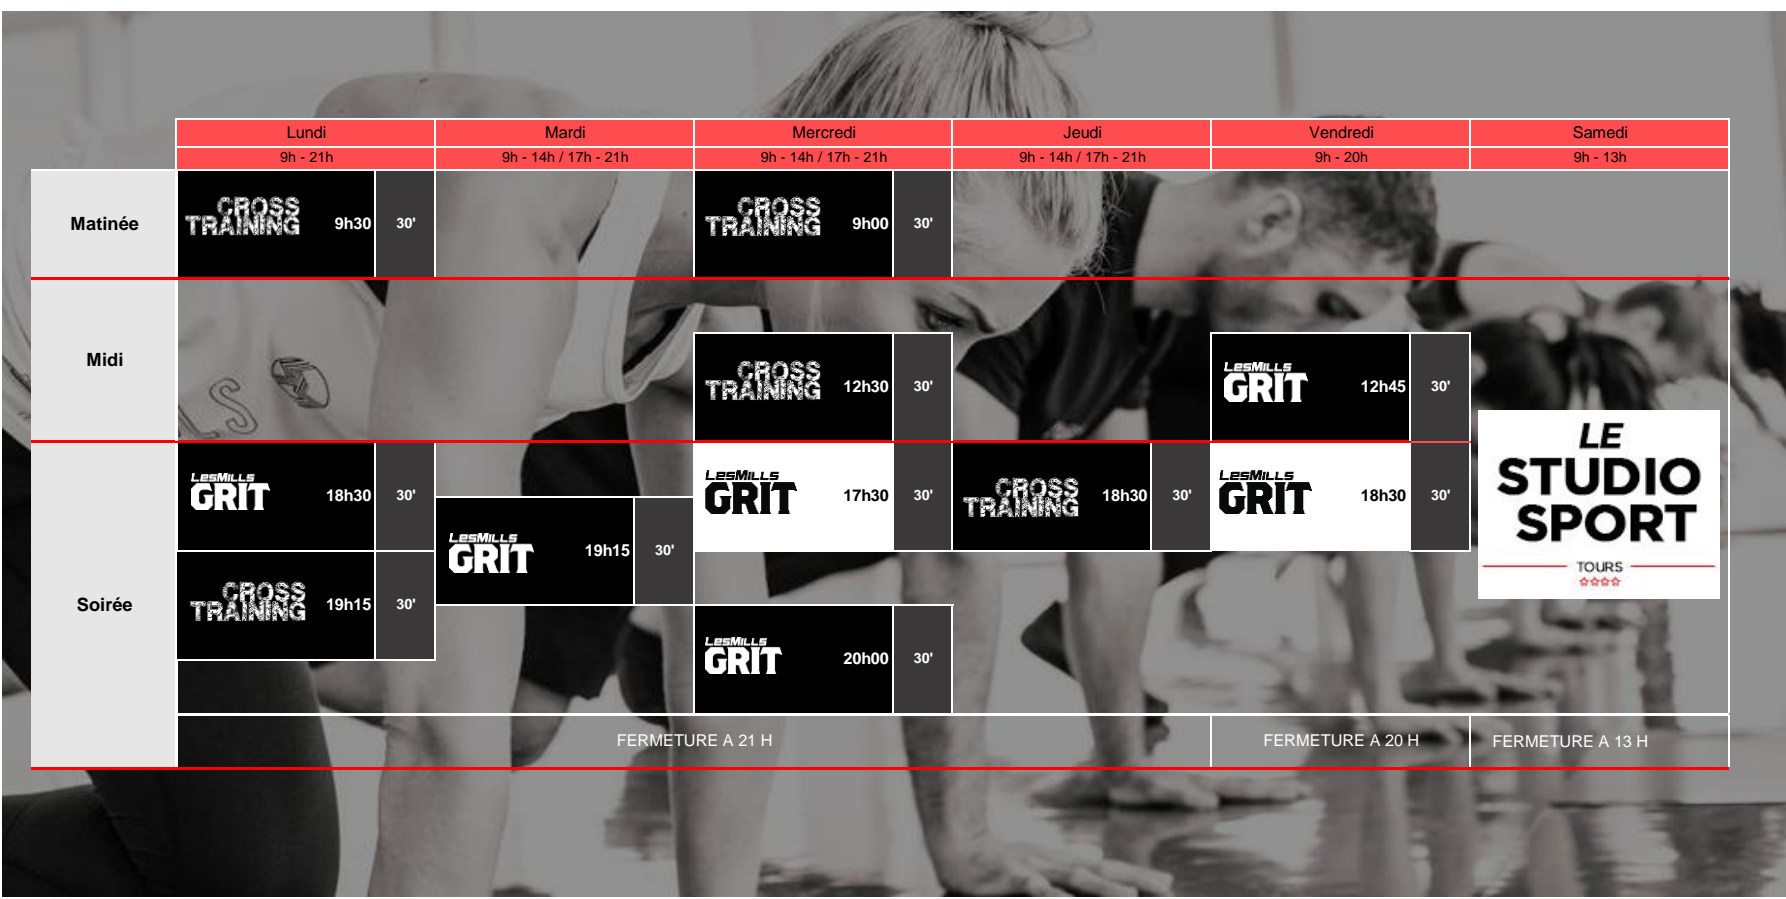 Lundi Mardi Mercredi Jeudi Vendredi Samedi
9h - 21h 9h - 14h / 17h - 21h 9h - 14h / 17h - 21h 9h - 14h / 17h - 21h 9h - 20h 9h - 13h
Matinée
CROSS
TRAINING 9h30 30'
CROSS
TRAINING 9h00 30'
Midi
CROSS
TRAINING 12h30 30'
LESMILLS
GRIT 12h45 30'
Soirée
LESMILLS
GRIT 18h30 30'
CROSS
TRAINING 19h15 30'
LESMILLS
GRIT 19h15 30'
LESMILLS
GRIT 17h30 30'
LESMILLS
GRIT 20h00 30'
CROSS
TRAINING 18h30 30'
LESMILLS
GRIT 18h30 30'
LE
STUDIO
SPORT
TOURS
FERMETURE A 21 H FERMETURE A 20 H FERMETURE A 13 H